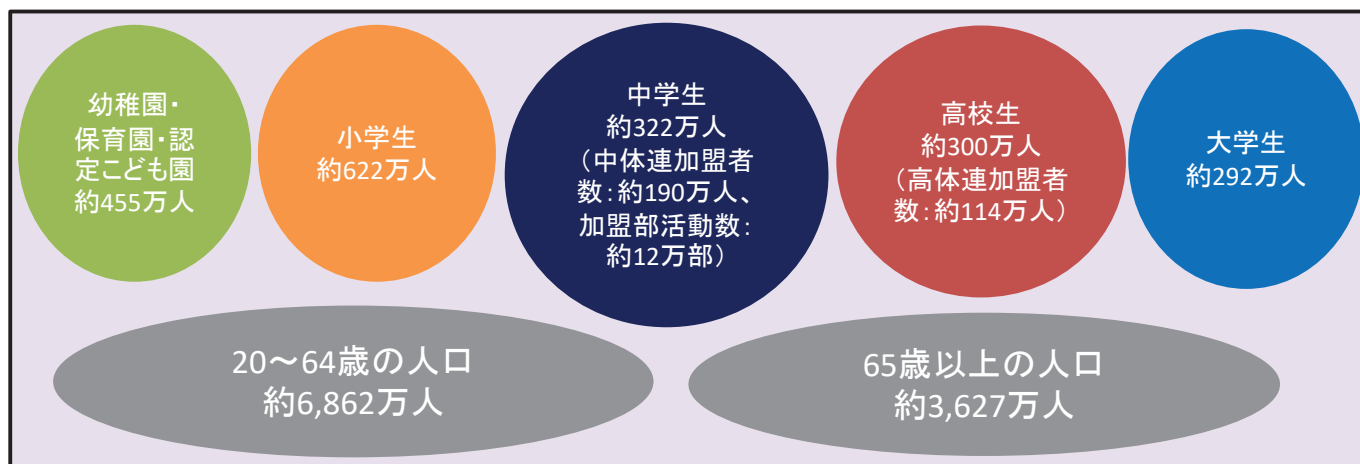 幼稚園・
保育園・認
定こども園
約455万人
小学生
約622万人
中学生
約322万人
（中体連加盟者
数：約190万人、
加盟部活動数：
約12万部）
高校生
約300万人
（高体連加盟者
数：約114万人）
大学生
約292万人
20～64歳の人口
約6,862万人
65歳以上の人口
約3,627万人